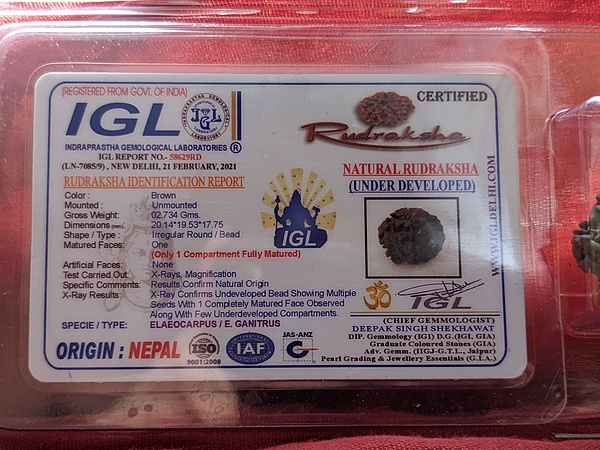 (REGISTERED FROM GOVT. OF INDIA)
IGL
INDRAPRASTHA GEMOLOGICAL LABORATORIES ®
IGL REPORT NO.- 58629RD
(LN-7085/9) , NEW DELHI, 21 FEBRUARY, 2021
RUDRAKSHA IDENTIFICATION REPORT
Color : Brown
Mounted : Unmounted
Gross Weight: 02.734 Gms.
Dimensions (mm): 20.14*19.53*17.75
Shape / Type : Irregular Round / Bead
Matured Faces: One
(Only 1 Compartment Fully Matured)
Artificial Faces: None
Test Carried Out: X-Rays, Magnification
Specific Comments: Results Confirm Natural Origin
X-Ray Results: X-Ray Confirms Undeveloped Bead Showing Multiple
Seeds With 1 Completely Matured Face Observed
Along With Few Underdeveloped Compartments.
SPECIE / TYPE: ELAEOCARPUS / E. GANITRUS
ORIGIN : NEPAL
ISO
9001:2008
IAF
JAS-ANZ
CERTIFIED
Rudraksha
NATURAL RUDRAKSHA
(UNDER DEVELOPED)
IGL
WWW.IGLDELHI.COM
ॐ
IGL
(CHIEF GEMMOLOGIST)
DEEPAK SINGH SHEKHAWAT
DIP. Gemmology (IGI) D.G.(IGI, GIA)
Graduate Coloured Stones (GIA)
Adv. Gemm. (IIGJ-G.T.L., Jaipur)
Pearl Grading & Jewellery Essentials (G.I.A.)